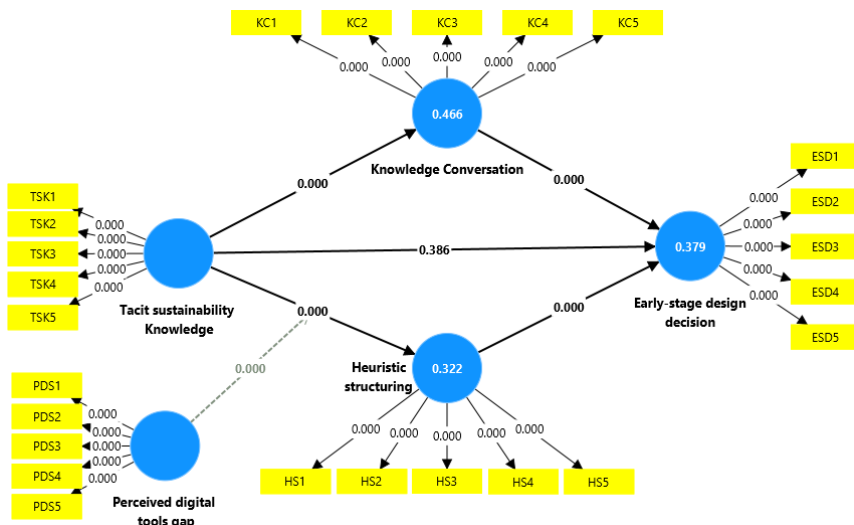 KC1 KC2 KC3 KC4 KC5
0.000 0.000 0.000 0.000 0.000
0.466
Knowledge Conversation
0.000 0.000
TSK1
TSK2
TSK3
TSK4
TSK5
0.000
0.000
0.000
0.000
0.000
Tacit sustainability
Knowledge
0.386
0.379
Early-stage design
decision
ESD1
ESD2
ESD3
ESD4
ESD5
0.000
0.000
0.000
0.000
0.000
0.000 0.000
0.000
Heuristic
structuring
0.322
PDS1
PDS2
PDS3
PDS4
PDS5
0.000
0.000
0.000
0.000
0.000
Perceived digital
tools gap
0.000 0.000 0.000 0.000 0.000
HS1 HS2 HS3 HS4 HS5